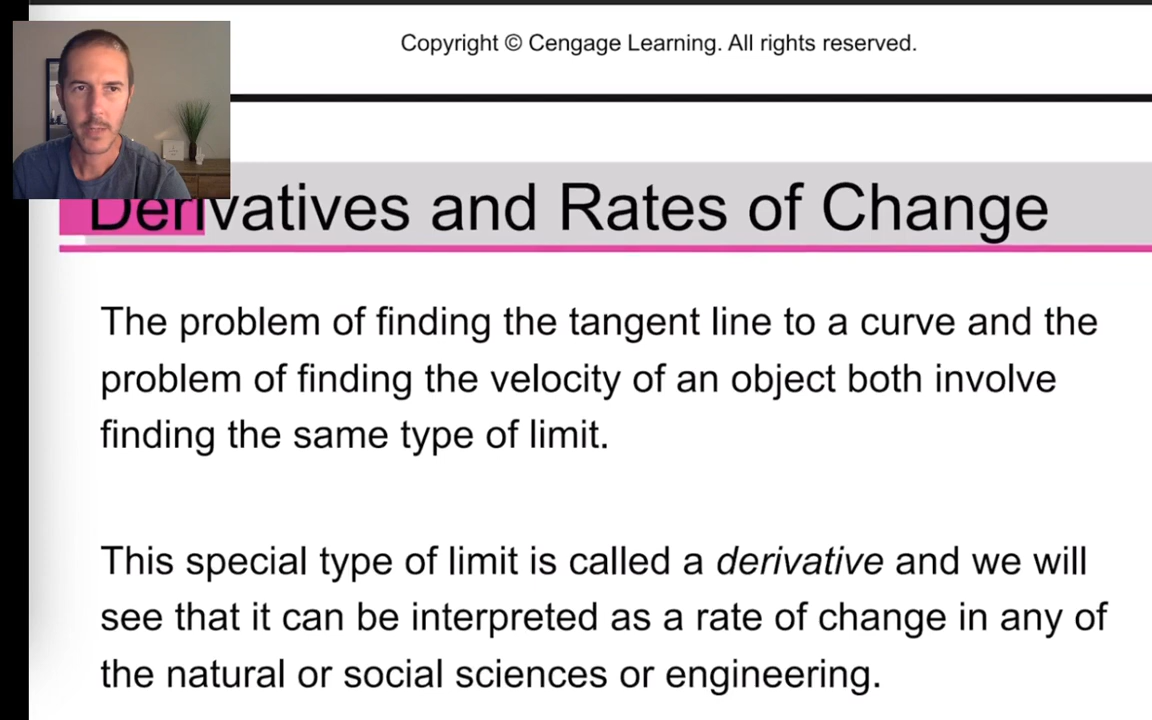 Copyright © Cengage Learning. All rights reserved.
Derivatives and Rates of Change
The problem of finding the tangent line to a curve and the
problem of finding the velocity of an object both involve
finding the same type of limit.
This special type of limit is called a derivative and we will
see that it can be interpreted as a rate of change in any of
the natural or social sciences or engineering.